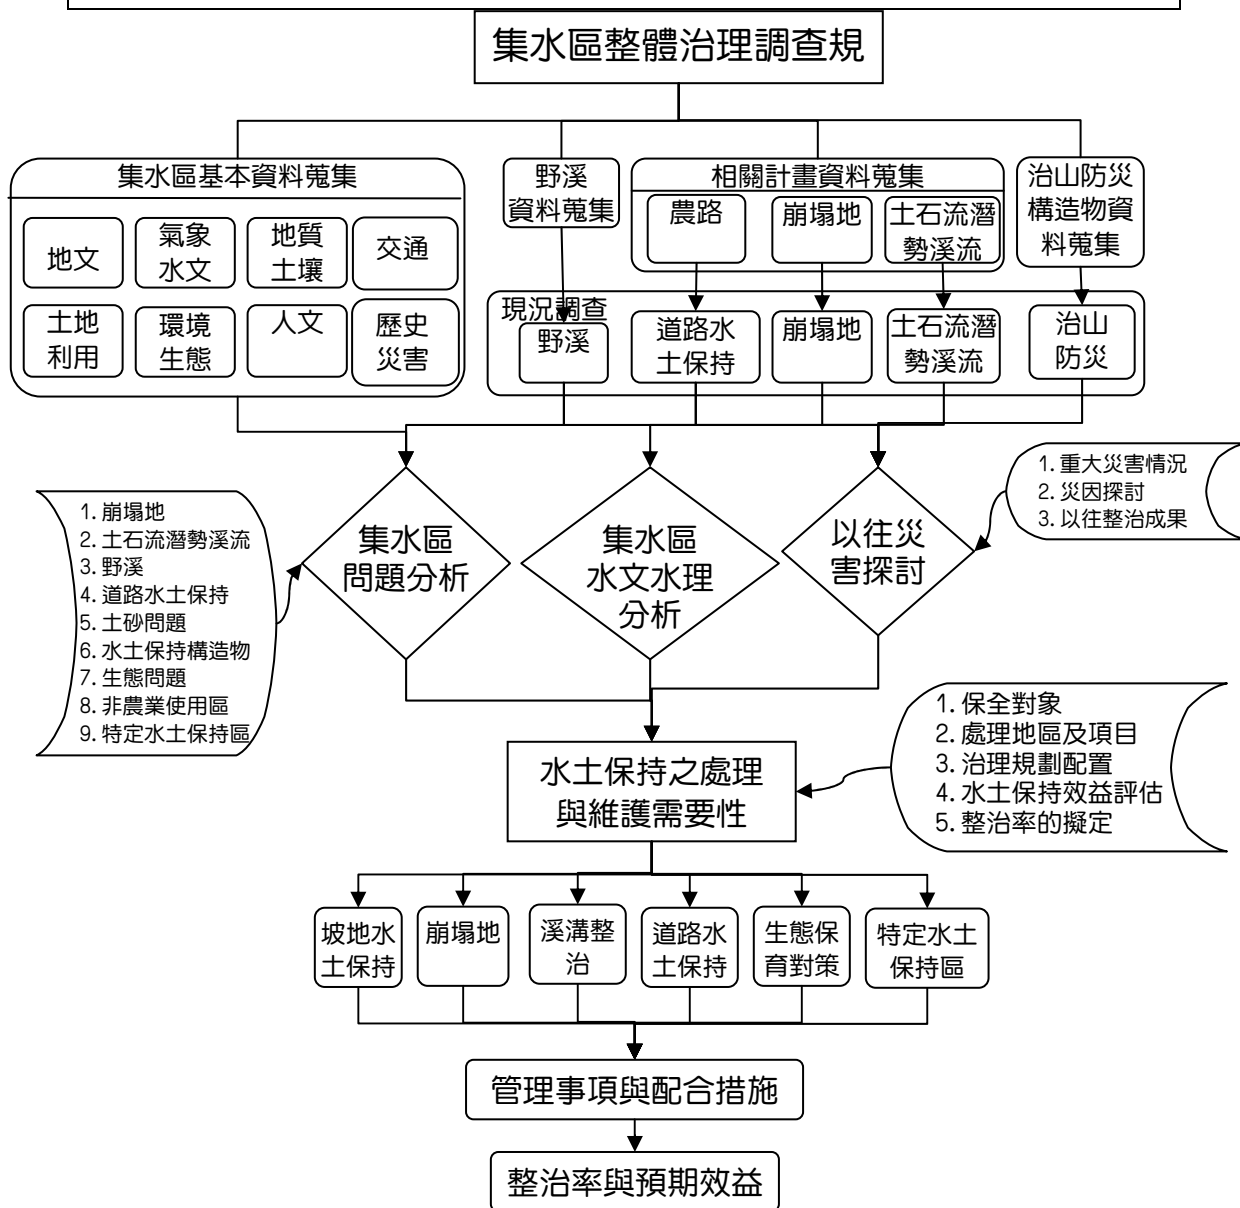 集水區整體治理調查規
集水區基本資料蒐集
地文
氣象
水文
地質
土壤
交通
土地
利用
環境
生態
人文
歷史
災害
野溪
資料蒐集
相關計畫資料蒐集
農路
崩塌地
土石流潛
勢溪流
治山防災
構造物資
料蒐集
現況調查
野溪
道路水
土保持
崩塌地
土石流潛
勢溪流
治山
防災
1. 崩塌地
2. 土石流潛勢溪流
3. 野溪
4. 道路水土保持
5. 土砂問題
6. 水土保持構造物
7. 生態問題
8. 非農業使用區
9. 特定水土保持區
集水區
問題分析
集水區
水文水理
分析
以往災
害探討
1. 重大災害情況
2. 災因探討
3. 以往整治成果
水土保持之處理
與維護需要性
1. 保全對象
2. 處理地區及項目
3. 治理規劃配置
4. 水土保持效益評估
5. 整治率的擬定
坡地水
土保持
崩塌地
溪溝整
治
道路水
土保持
生態保
育對策
特定水土
保持區
管理事項與配合措施
整治率與預期效益